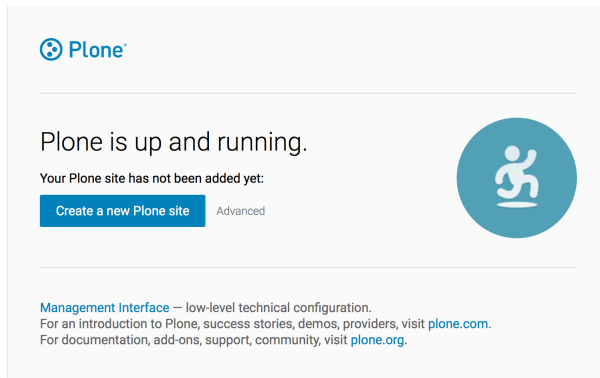 Plone®
Plone is up and running.
Your Plone site has not been added yet:
Create a new Plone site Advanced
Management Interface — low-level technical configuration.
For an introduction to Plone, success stories, demos, providers, visit plone.com.
For documentation, add-ons, support, community, visit plone.org.